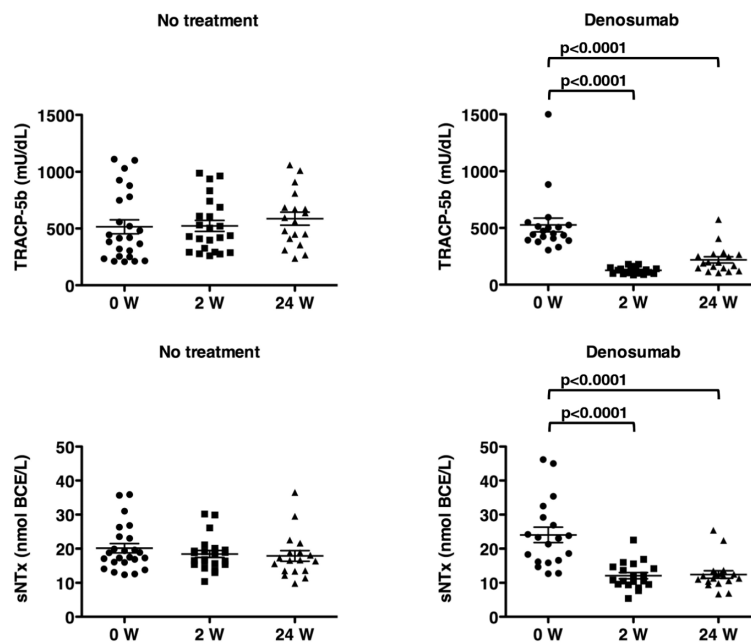 No treatment
TRACP-5b (mU/dL)
1500
1000
500
0
0 W 2 W 24 W
Denosumab
p<0.0001
p<0.0001
TRACP-5b (mU/dL)
1500
1000
500
0
0 W 2 W 24 W
No treatment
sNTx (nmol BCE/L)
50
40
30
20
10
0
0 W 2 W 24 W
Denosumab
p<0.0001
p<0.0001
sNTx (nmol BCE/L)
50
40
30
20
10
0
0 W 2 W 24 W